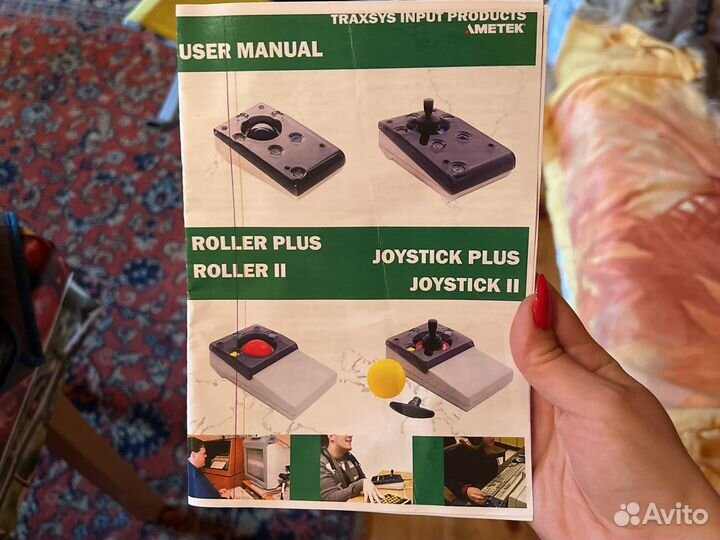 TRAXSYS INPUT PRODUCTS
AMETEK
USER MANUAL
ROLLER PLUS
ROLLER II
JOYSTICK PLUS
JOYSTICK II
Avito